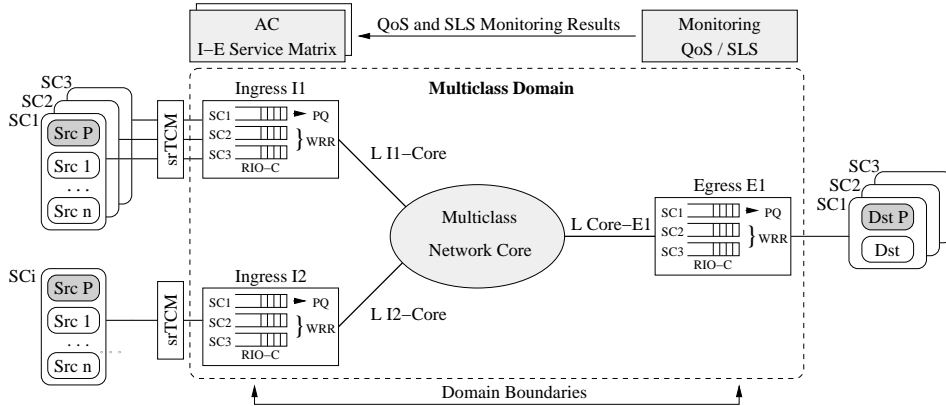 AC
I–E Service Matrix
QoS and SLS Monitoring Results
Monitoring
QoS / SLS
Multiclass Domain
SC3
SC2
SC1
Src P
Src 1
. . .
Src n
srTCM
Ingress I1
SC1
SC2
SC3
PQ
WRR
RIO–C
L I1–Core
Multiclass
Network Core
L Core–E1
Egress E1
SC1
SC2
SC3
PQ
WRR
RIO–C
SC3
SC2
SC1
Dst P
Dst
SCi
Src P
Src 1
. . .
Src n
srTCM
Ingress I2
SC1
SC2
SC3
PQ
WRR
RIO–C
L I2–Core
Domain Boundaries